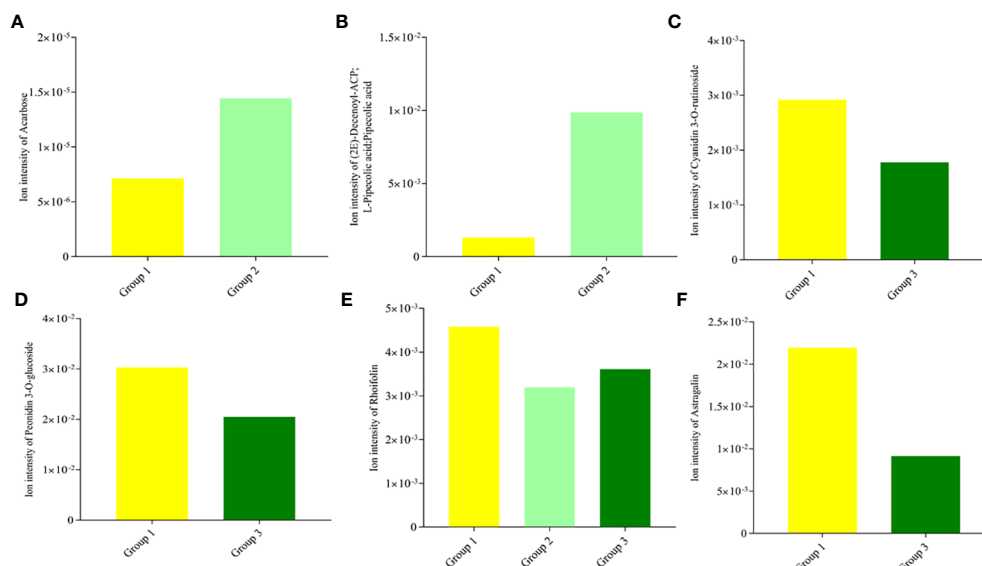 A
Ion intensity of Acarbose
2×10⁻⁵
1.5×10⁻⁵
1×10⁻⁵
5×10⁻⁶
0
Group 1
Group 2
B
Ion intensity of (2E)-Decenoyl-ACP;
L-Pipecolic acid;Pipecolic acid
1.5×10⁻²
1×10⁻²
5×10⁻³
0
Group 1
Group 2
C
Ion intensity of Cyanidin 3-O-rutinoside
4×10⁻³
3×10⁻³
2×10⁻³
1×10⁻³
0
Group 1
Group 3
D
Ion intensity of Peonidin 3-O-glucoside
4×10⁻²
3×10⁻²
2×10⁻²
1×10⁻²
0
Group 1
Group 3
E
Ion intensity of Rhoifolin
5×10⁻³
4×10⁻³
3×10⁻³
4×10⁻³
1×10⁻³
0
Group 1
Group 2
Group 3
F
Ion intensity of Astragalin
2.5×10⁻²
2×10⁻²
1.5×10⁻²
1×10⁻²
5×10⁻³
0
Group 1
Group 3